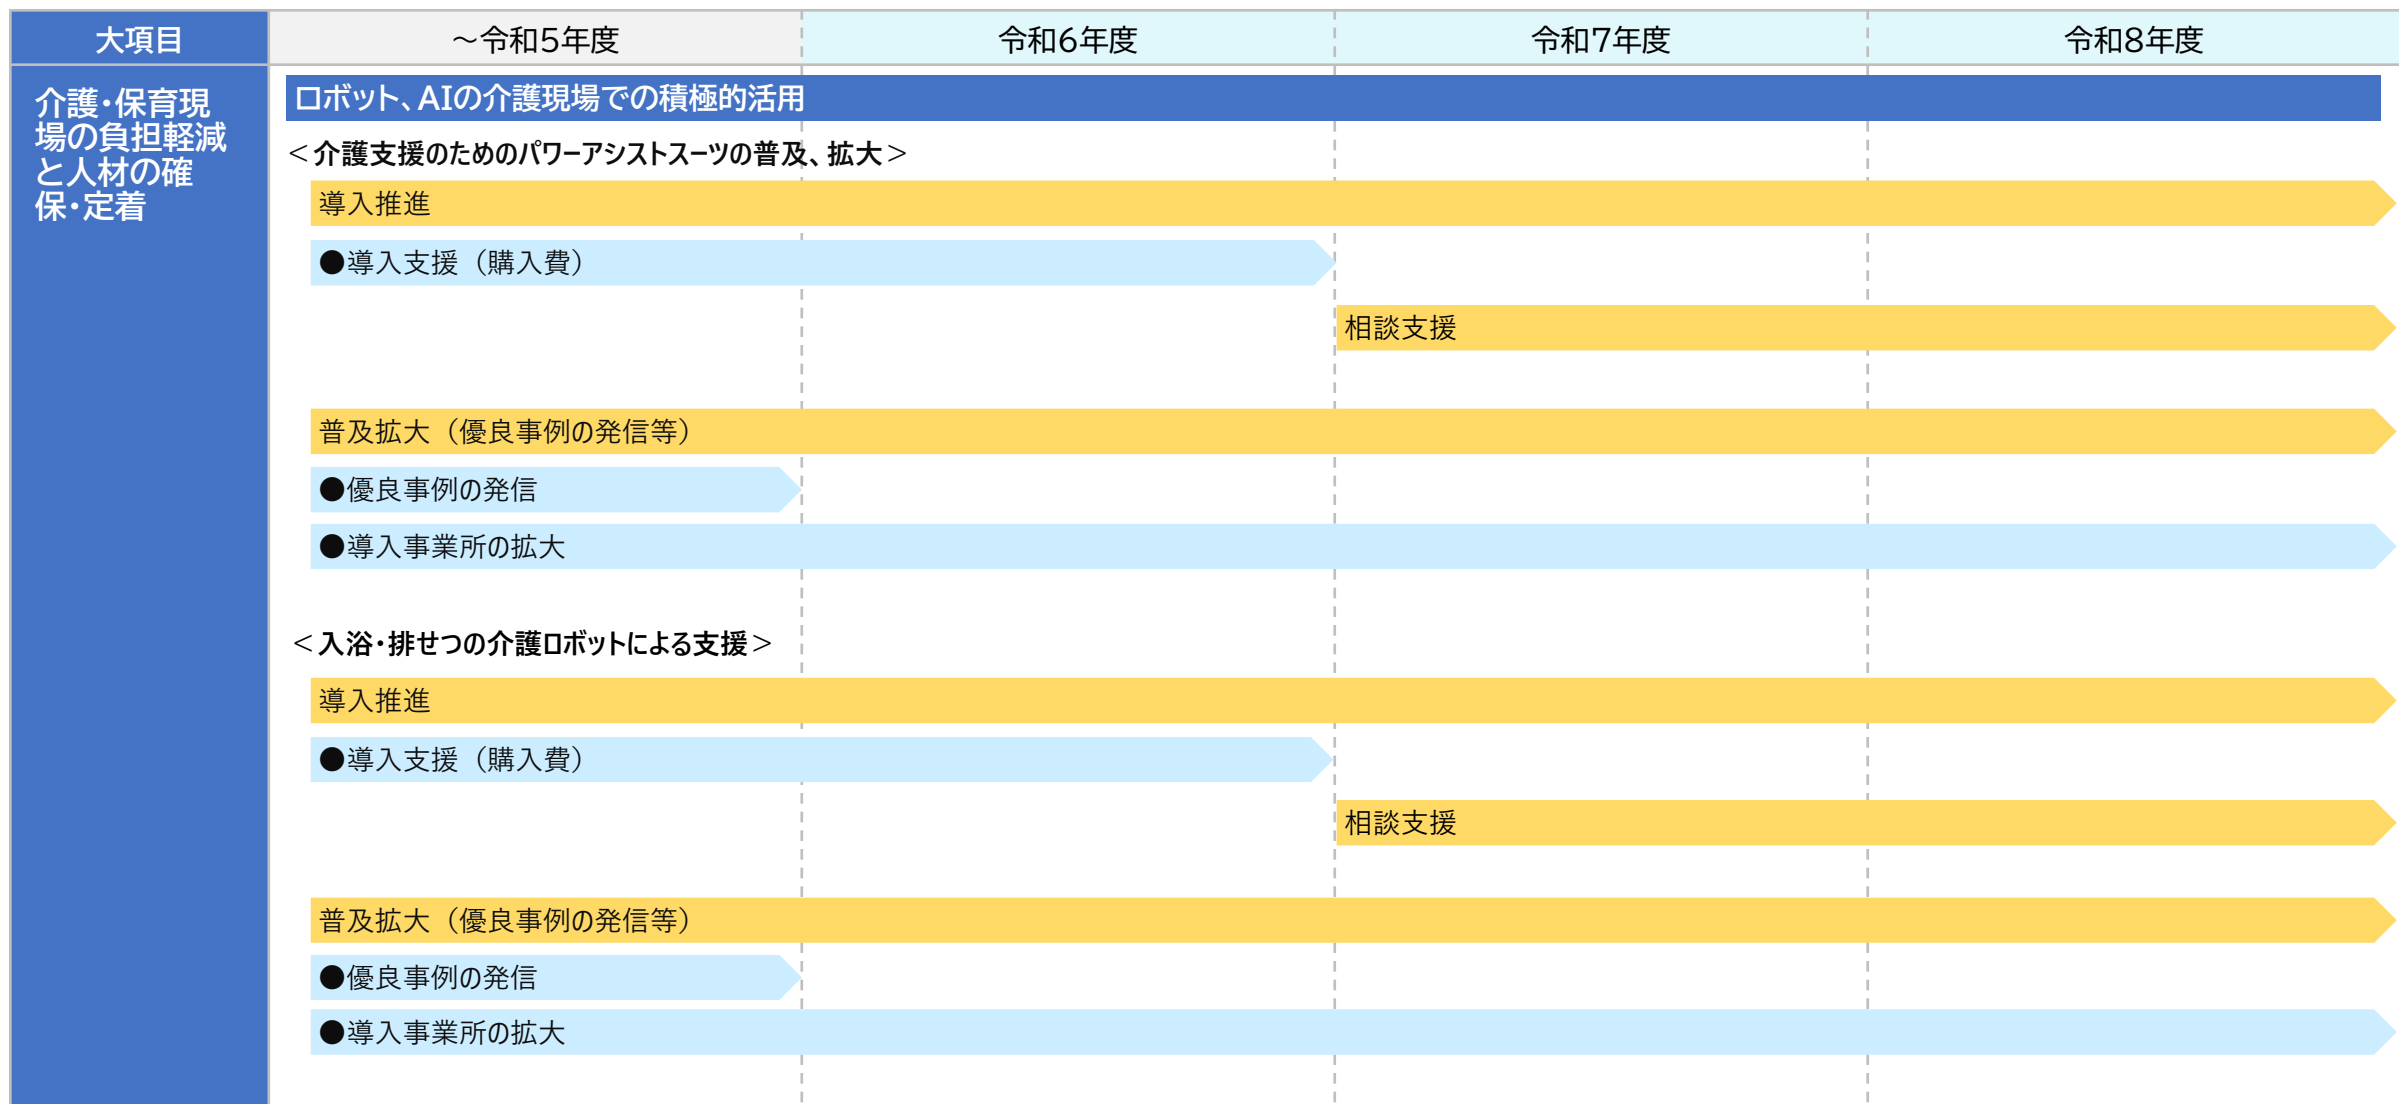 大項目
～令和5年度
令和6年度
令和7年度
令和8年度
介護・保育現
場の負担軽減
と人材の確
保・定着
ロボット、AIの介護現場での積極的活用
＜介護支援のためのパワーアシストスーツの普及、拡大＞
導入推進
●導入支援（購入費）
相談支援
普及拡大（優良事例の発信等）
●優良事例の発信
●導入事業所の拡大
＜入浴・排せつの介護ロボットによる支援＞
導入推進
●導入支援（購入費）
相談支援
普及拡大（優良事例の発信等）
●優良事例の発信
●導入事業所の拡大